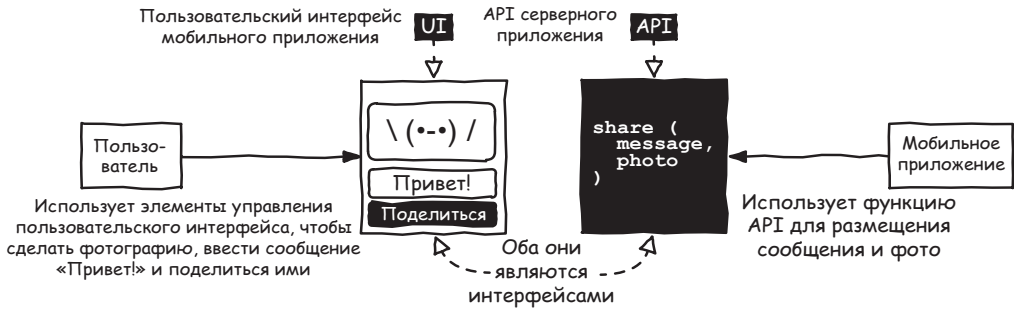 Пользовательский интерфейс
мобильного приложения
UI
API серверного
приложения
API
\ (•-•) /
Привет!
Поделиться
share (
message,
photo
)
Пользо-
ватель
Мобильное
приложение
Использует элементы управления
пользовательского интерфейса, чтобы
сделать фотографию, ввести сообщение
«Привет!» и поделиться ими
Использует функцию
API для размещения
сообщения и фото
Оба они
являются
интерфейсами